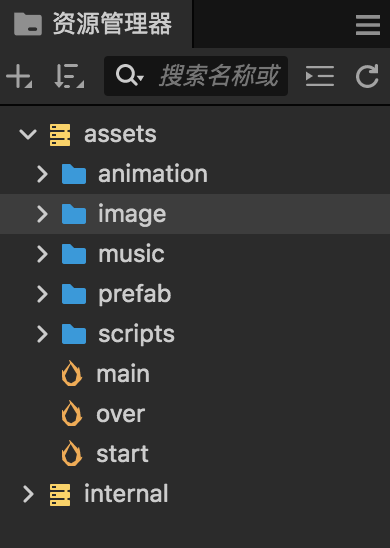 资源管理器
搜索名称或
assets
animation
image
music
prefab
scripts
main
over
start
internal